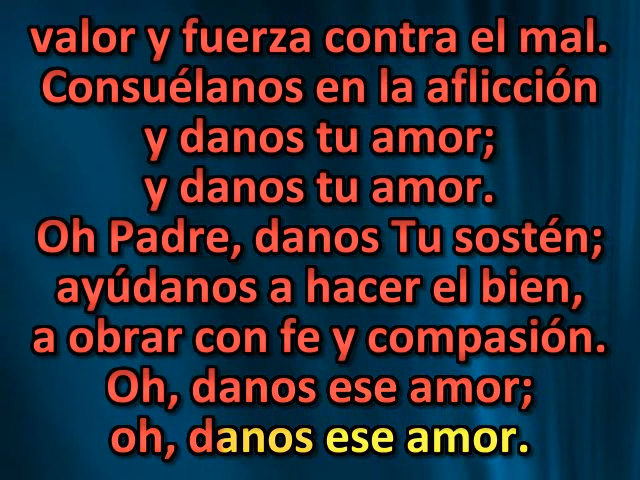 valor y fuerza contra el mal.
Consuélanos en la aflicción
y danos tu amor;
y danos tu amor.
Oh Padre, danos Tu sostén;
ayúdanos a hacer el bien,
a obrar con fe y compasión.
Oh, danos ese amor;
oh, danos ese amor.